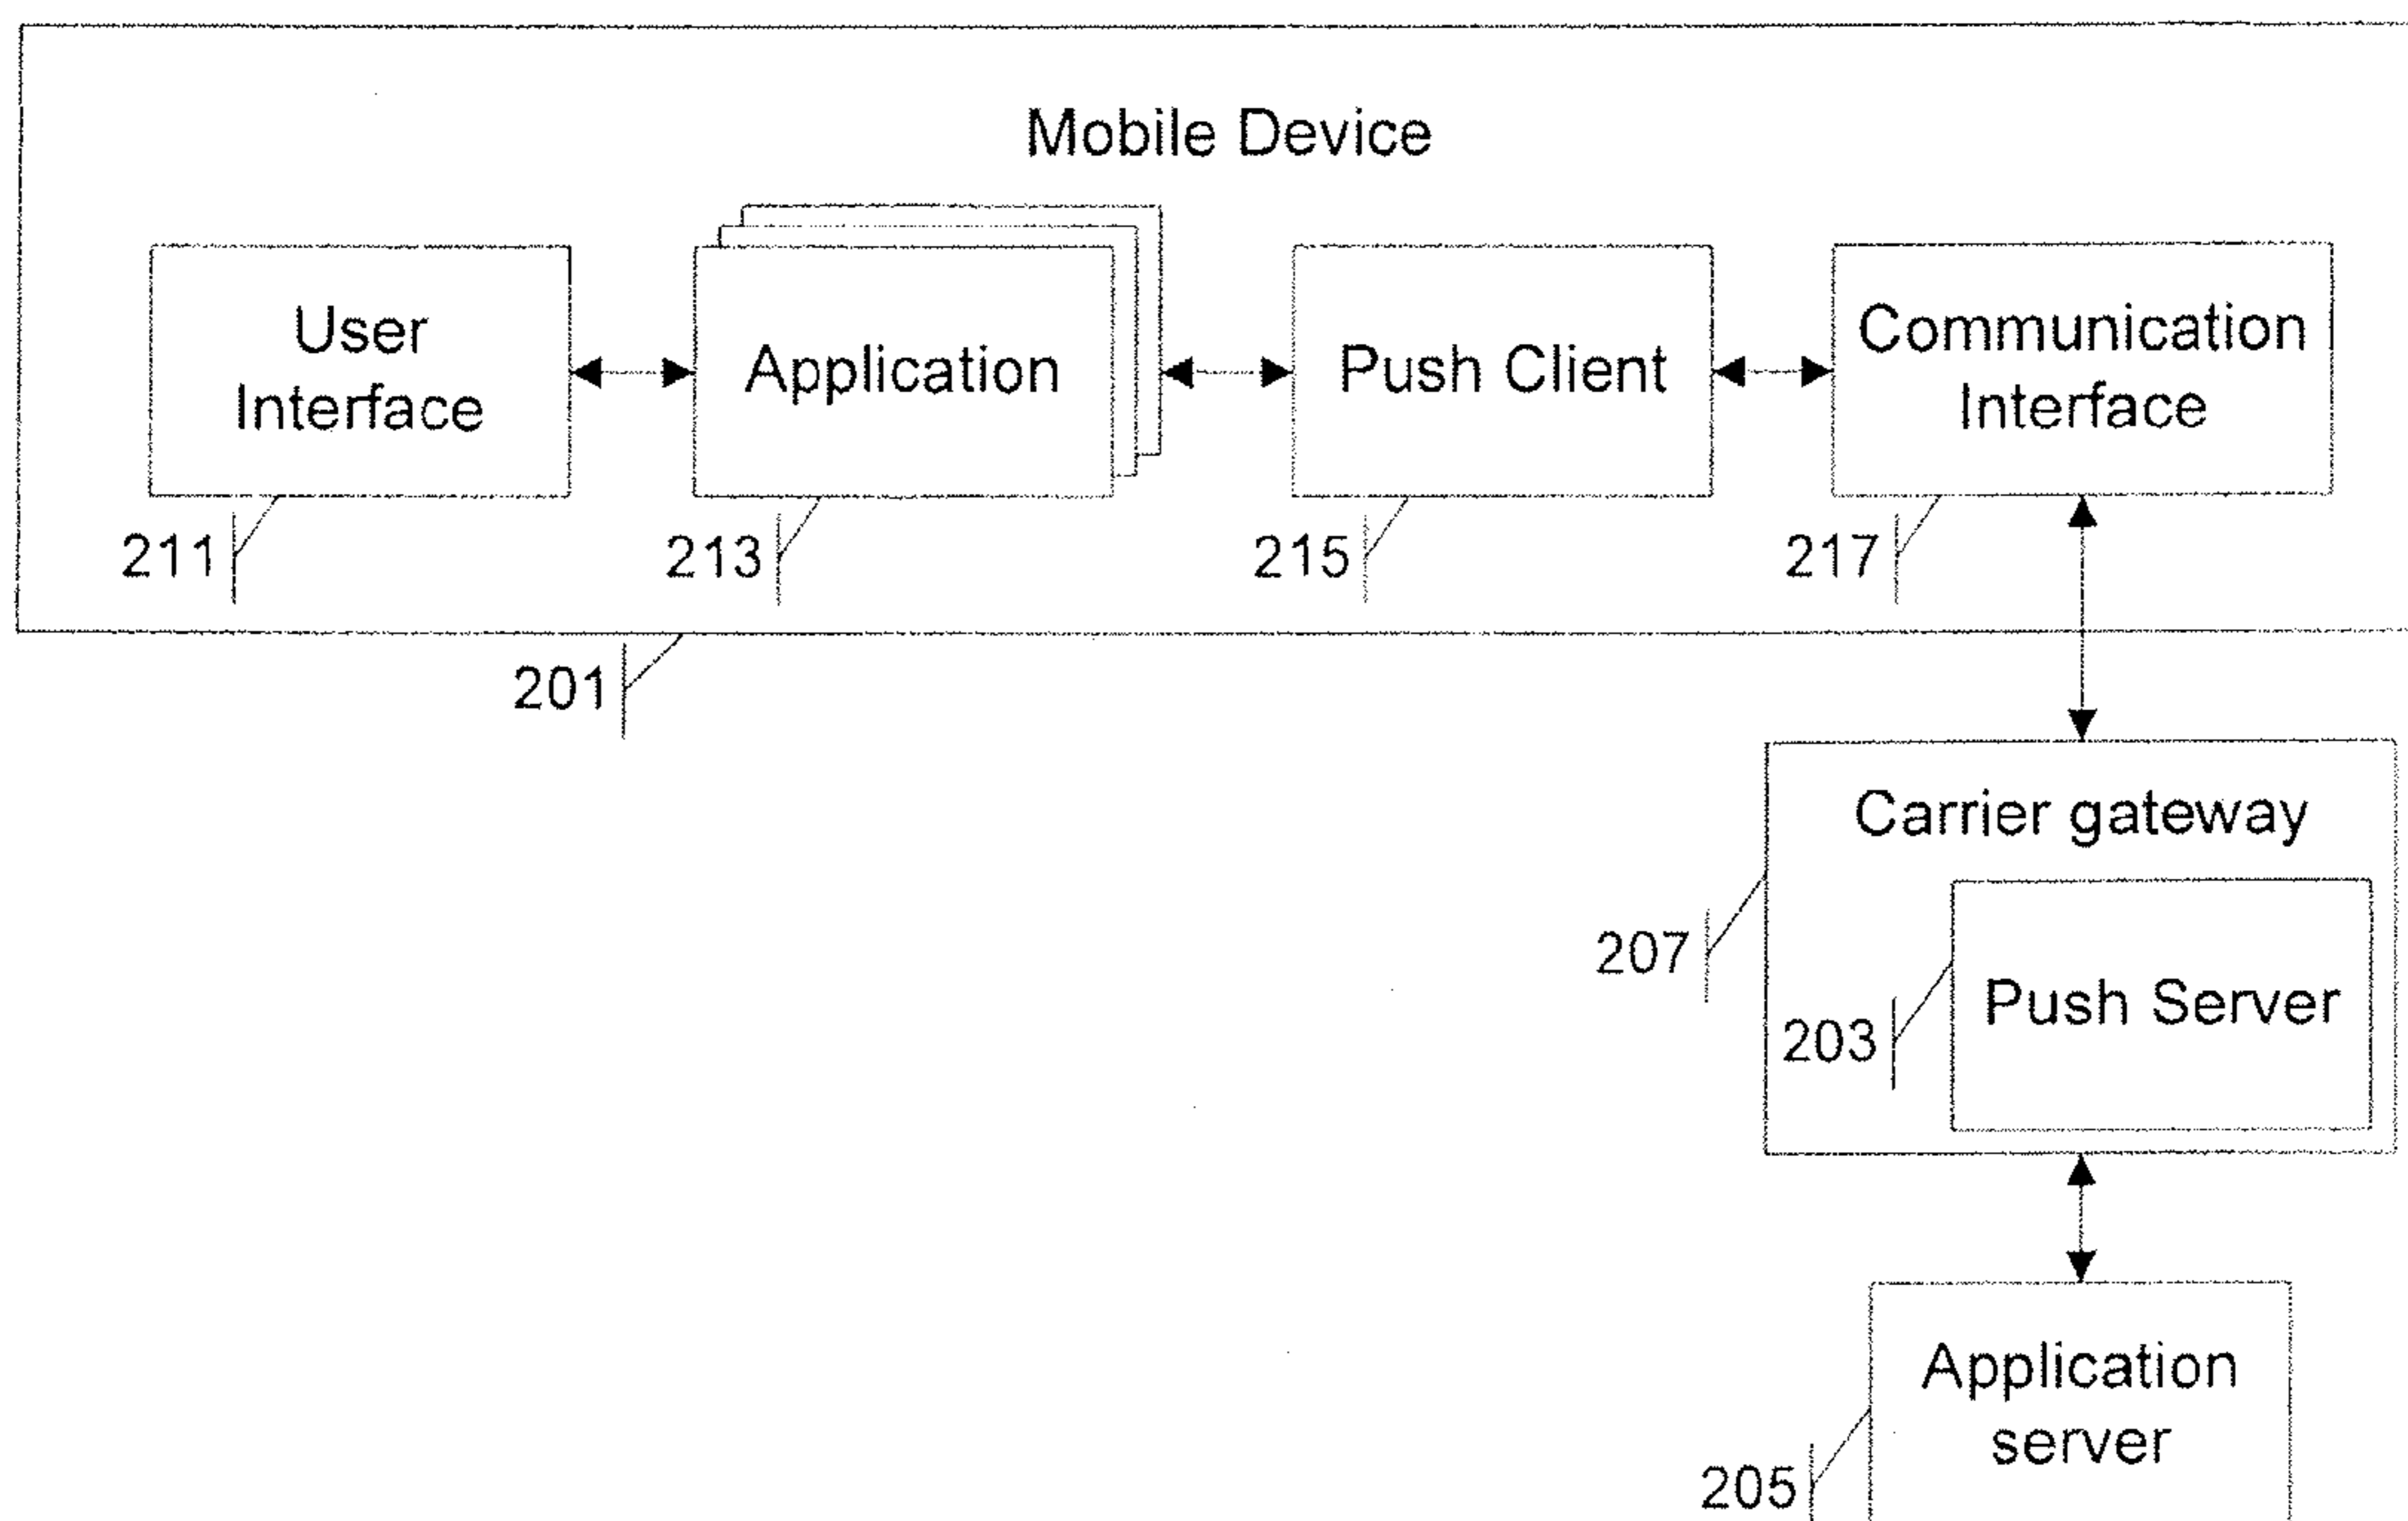 Mobile Device
User
Interface
Application
Push Client
Communication
Interface
211
213
215
217
201
Carrier gateway
207
Push Server
203
Application
server
205